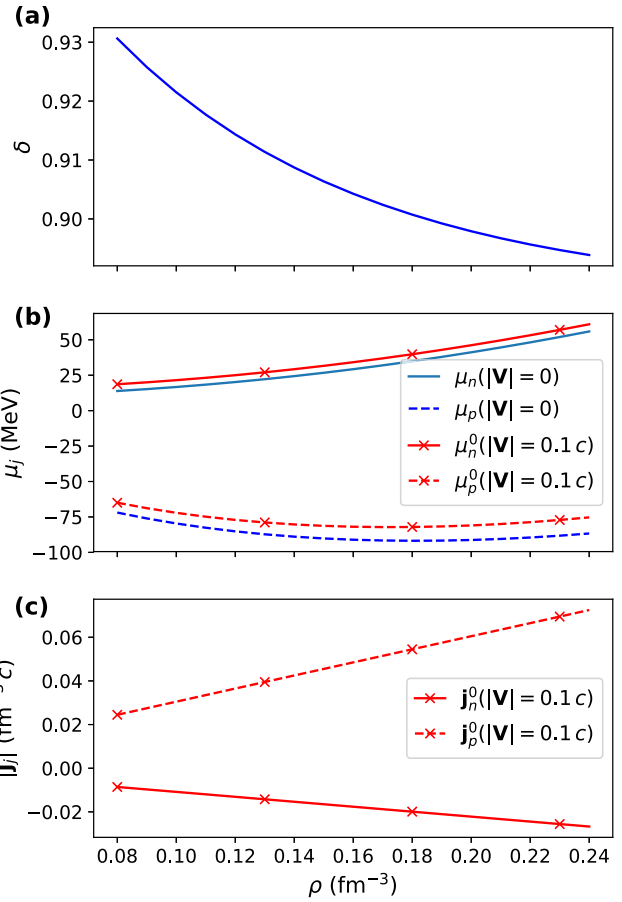 (a)
0.93
0.92
0.91
0.90
δ
(b)
50
25
0
−25
−50
−75
−100
μj (MeV)
μn(|V| = 0)
μp(|V| = 0)
μn⁰(|V| = 0.1 c)
μp⁰(|V| = 0.1 c)
(c)
0.06
0.04
0.02
0.00
−0.02
|jj| (fm⁻³c)
jn⁰(|V| = 0.1 c)
jp⁰(|V| = 0.1 c)
0.08 0.10 0.12 0.14 0.16 0.18 0.20 0.22 0.24
ρ (fm⁻³)